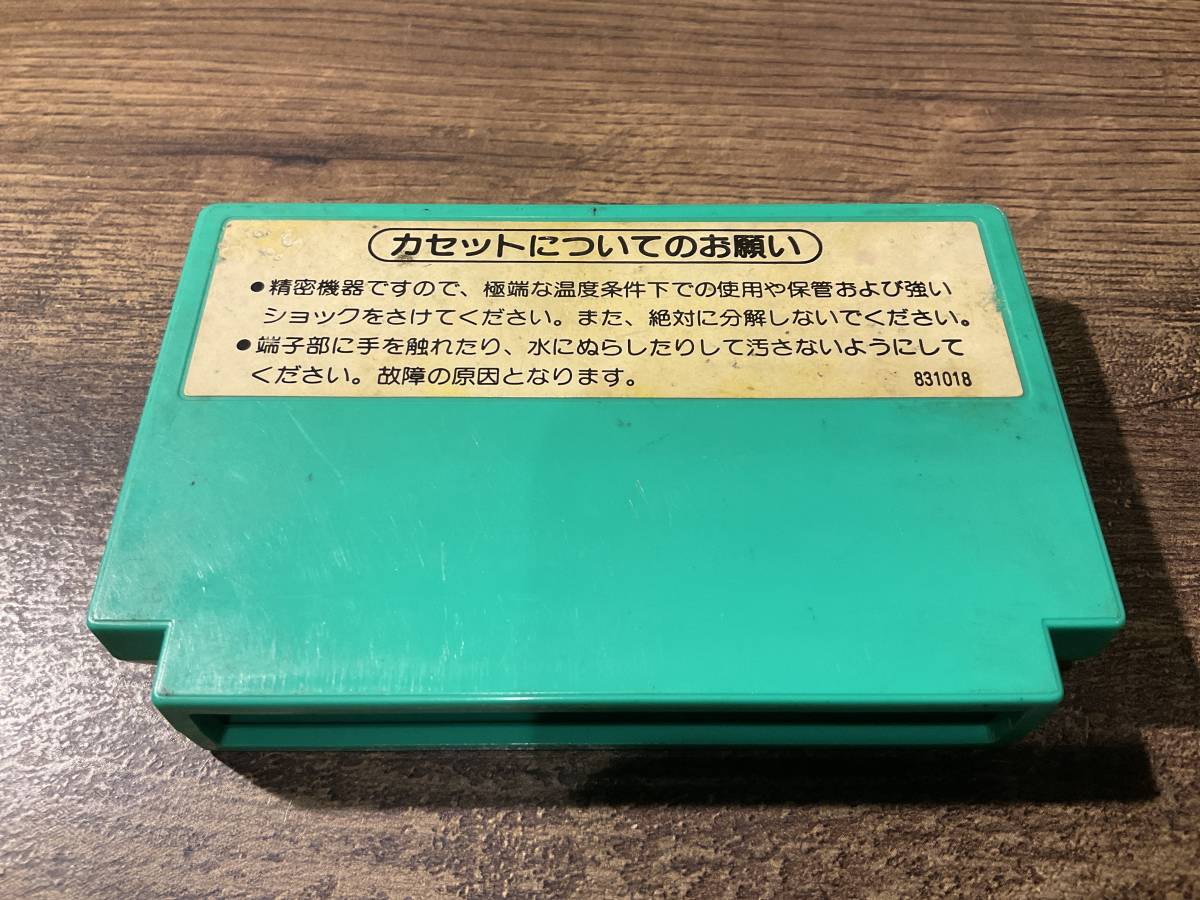 カセットについてのお願い
●精密機器ですので、極端な温度条件下での使用や保管および強い
ショックをさけてください。また、絶対に分解しないでください。
●端子部に手を触れたり、水にぬらしたりして汚さないようにして
ください。故障の原因となります。 831018